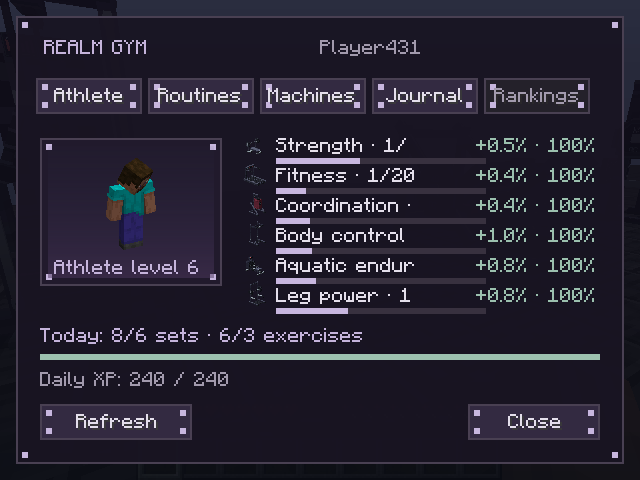 REALM GYM
Player431
Athlete
Routines
Machines
Journal
Rankings
Strength · 1/ +0.5% · 100%
Fitness · 1/20 +0.4% · 100%
Coordination · +0.4% · 100%
Body control +1.0% · 100%
Aquatic endur +0.8% · 100%
Leg power · 1 +0.8% · 100%
Athlete level 6
Today: 8/6 sets · 6/3 exercises
Daily XP: 240 / 240
Refresh
Close